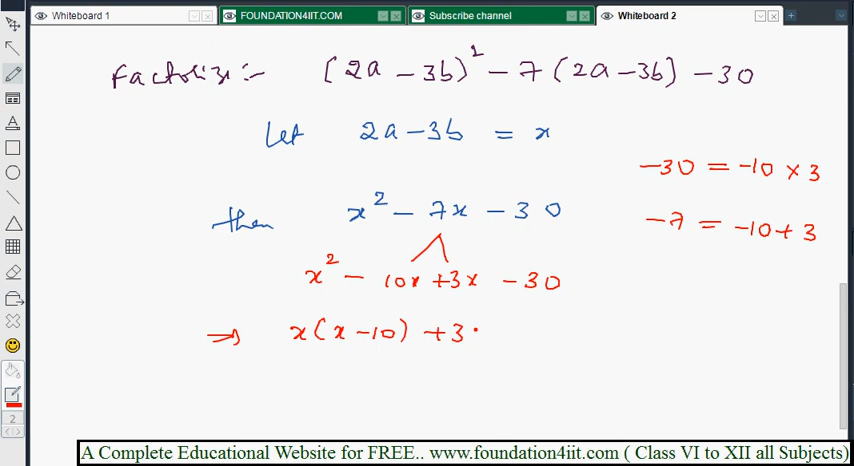 Whiteboard 1
FOUNDATION4IIT.COM
Subscribe channel
Whiteboard 2
Factorize :- (2a - 3b)² - 7 (2a - 3b) - 30
Let 2a - 3b = x
-30 = -10 × 3
then x² - 7x - 30
-7 = -10 + 3
x² - 10x + 3x - 30
⇒ x(x - 10) + 3
2
A Complete Educational Website for FREE.. www.foundation4iit.com ( Class VI to XII all Subjects)